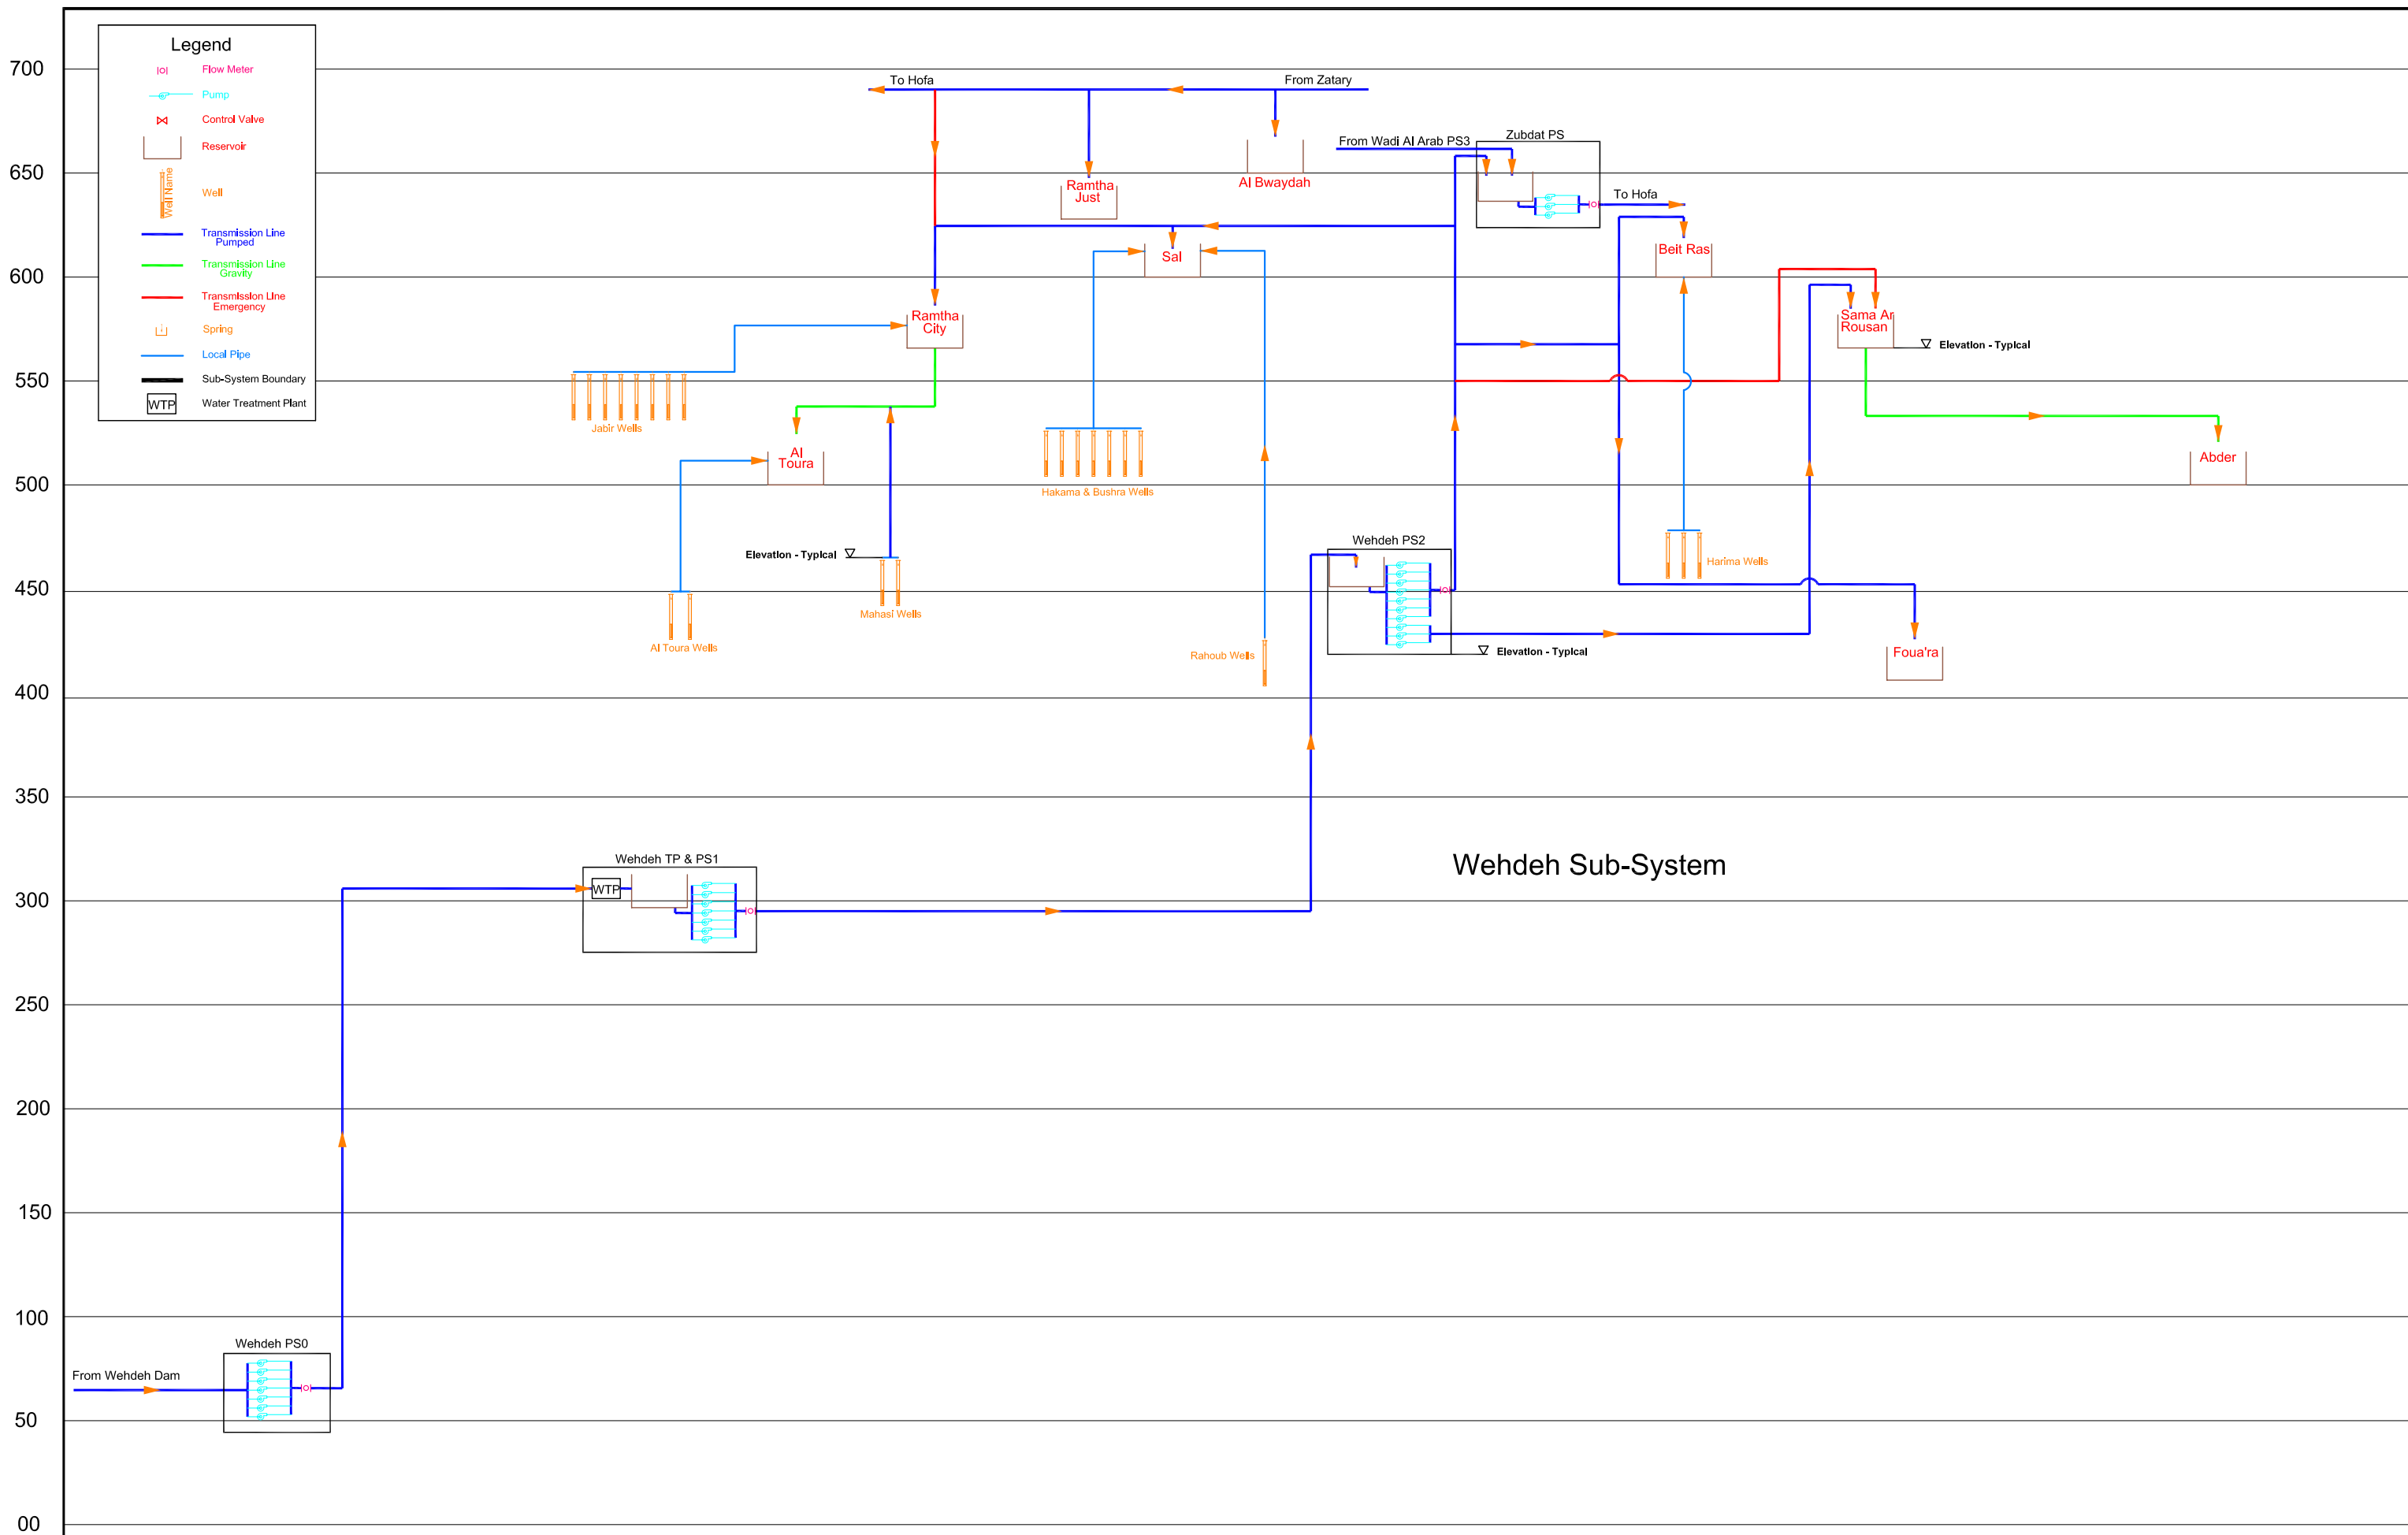 Legend
Flow Meter
Pump
Control Valve
Reservoir
Well Name
Well
Transmission Line
Pumped
Transmission Line
Gravity
Transmission Line
Emergency
Spring
Local Pipe
Sub-System Boundary
WTP
Water Treatment Plant
700
650
600
550
500
450
400
350
300
250
200
150
100
50
00
To Hofa
From Zatary
From Wadi Al Arab PS3
Zubdat PS
To Hofa
Al Bwaydah
Ramtha
Just
Sal
Beit Ras
Ramtha
City
Sama Ar
Rousan
Elevation - Typical
Jabir Wells
Al
Toura
Hakama & Bushra Wells
Abder
Elevation - Typical
Wehdeh PS2
Harima Wells
Mahasi Wells
Al Toura Wells
Rahoub Wells
Elevation - Typical
Foua'ra
Wehdeh TP & PS1
WTP
Wehdeh Sub-System
Wehdeh PS0
From Wehdeh Dam